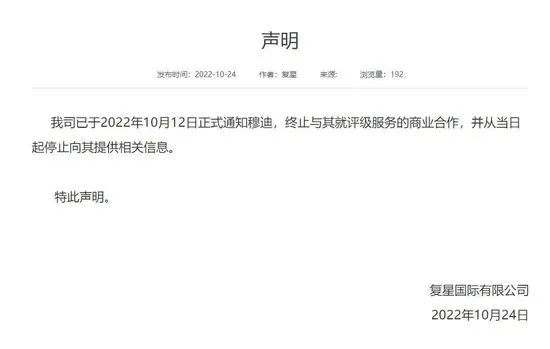 声明
发布时间：2022-10-24 作者：复星 来源： 浏览量：192
我司已于2022年10月12日正式通知穆迪，终止与其就评级服务的商业合作，并从当日
起停止向其提供相关信息。
特此声明。
复星国际有限公司
2022年10月24日